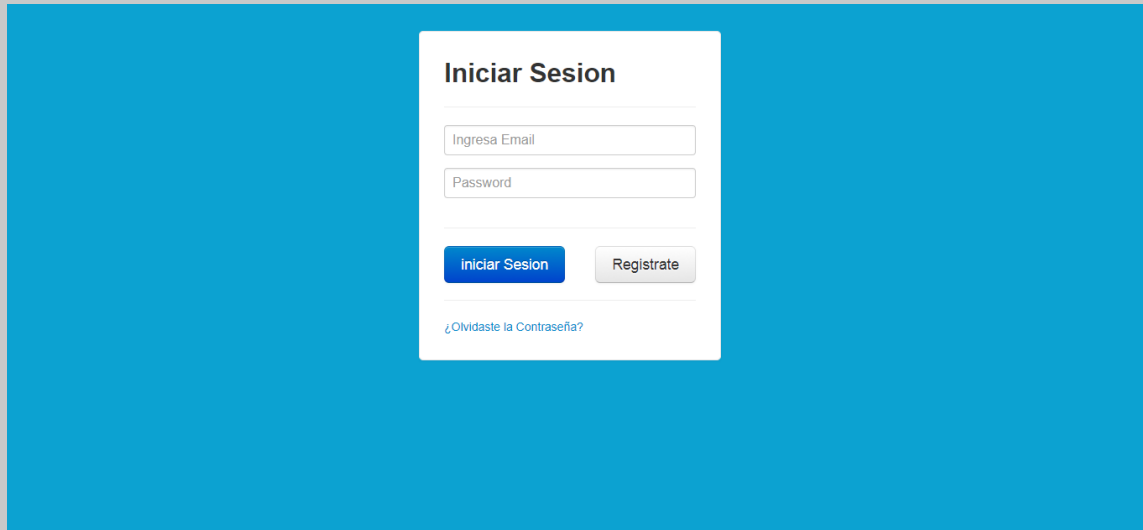 Iniciar Sesion
Ingresa Email
Password
iniciar Sesion Registrate
¿Olvidaste la Contraseña?